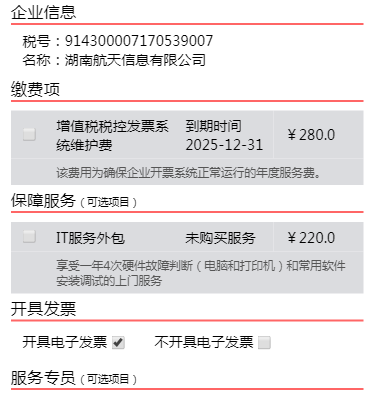 企业信息
税号：914300007170539007
名称：湖南航天信息有限公司
缴费项
增值税税控发票系统维护费 到期时间 2025-12-31 ￥280.0
该费用为确保企业开票系统正常运行的年度服务费。
保障服务（可选项目）
IT服务外包 未购买服务 ￥220.0
享受一年4次硬件故障判断（电脑和打印机）和常用软件
安装调试的上门服务
开具发票
开具电子发票 不开具电子发票
服务专员（可选项目）